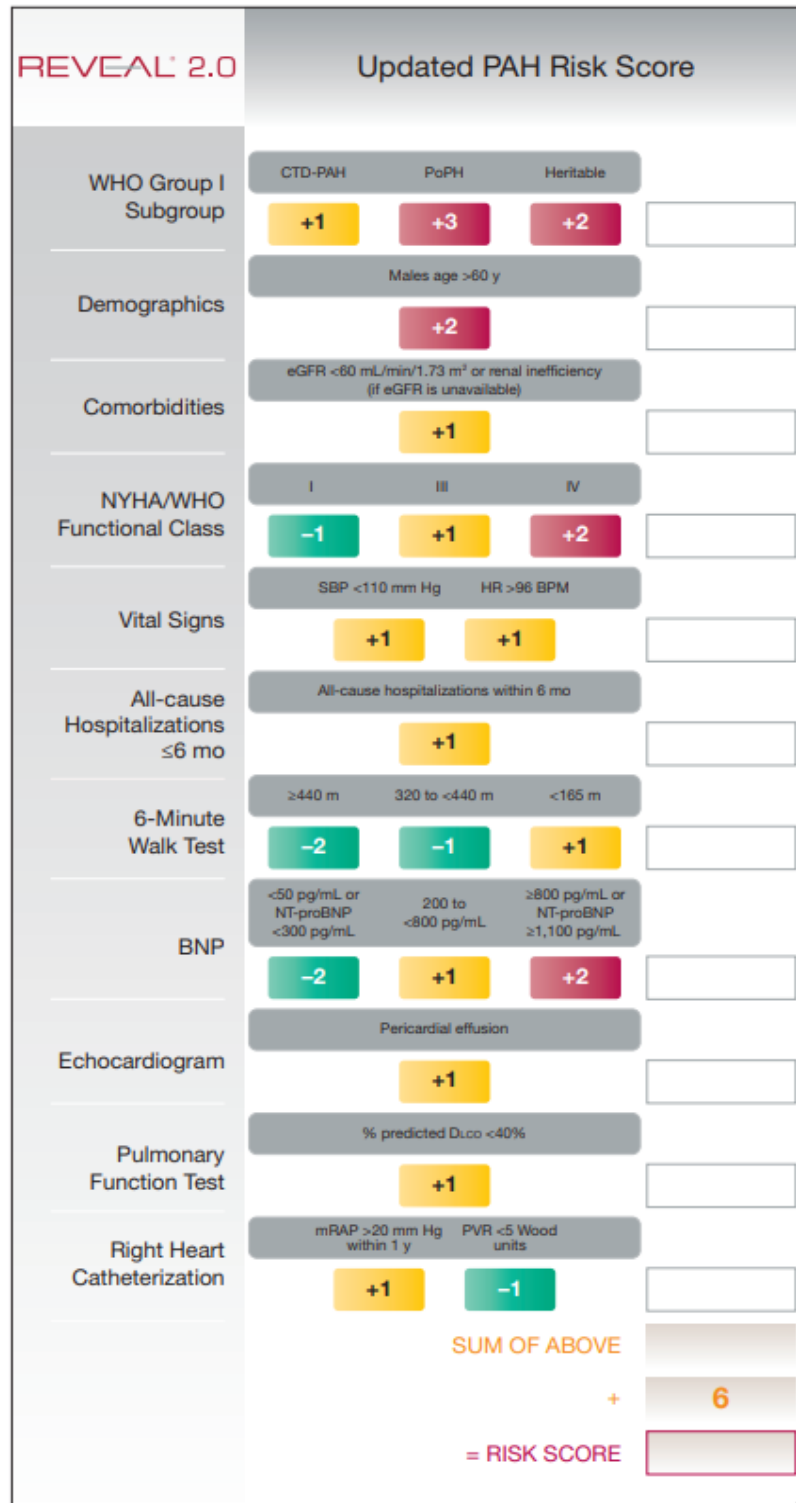 REVEAL® 2.0
Updated PAH Risk Score
WHO Group I
Subgroup
CTD-PAH PoPH Heritable
+1 +3 +2
Demographics
Males age >60 y
+2
Comorbidities
eGFR <60 mL/min/1.73 m² or renal inefficiency
(if eGFR is unavailable)
+1
NYHA/WHO
Functional Class
I III IV
−1 +1 +2
Vital Signs
SBP <110 mm Hg HR >96 BPM
+1 +1
All-cause
Hospitalizations
≤6 mo
All-cause hospitalizations within 6 mo
+1
6-Minute
Walk Test
≥440 m 320 to <440 m <165 m
−2 −1 +1
BNP
<50 pg/mL or
NT-proBNP
<300 pg/mL
200 to
<800 pg/mL
≥800 pg/mL or
NT-proBNP
≥1,100 pg/mL
−2 +1 +2
Echocardiogram
Pericardial effusion
+1
Pulmonary
Function Test
% predicted DLCO <40%
+1
Right Heart
Catheterization
mRAP >20 mm Hg
within 1 y
PVR <5 Wood
units
+1 −1
SUM OF ABOVE
+ 6
= RISK SCORE